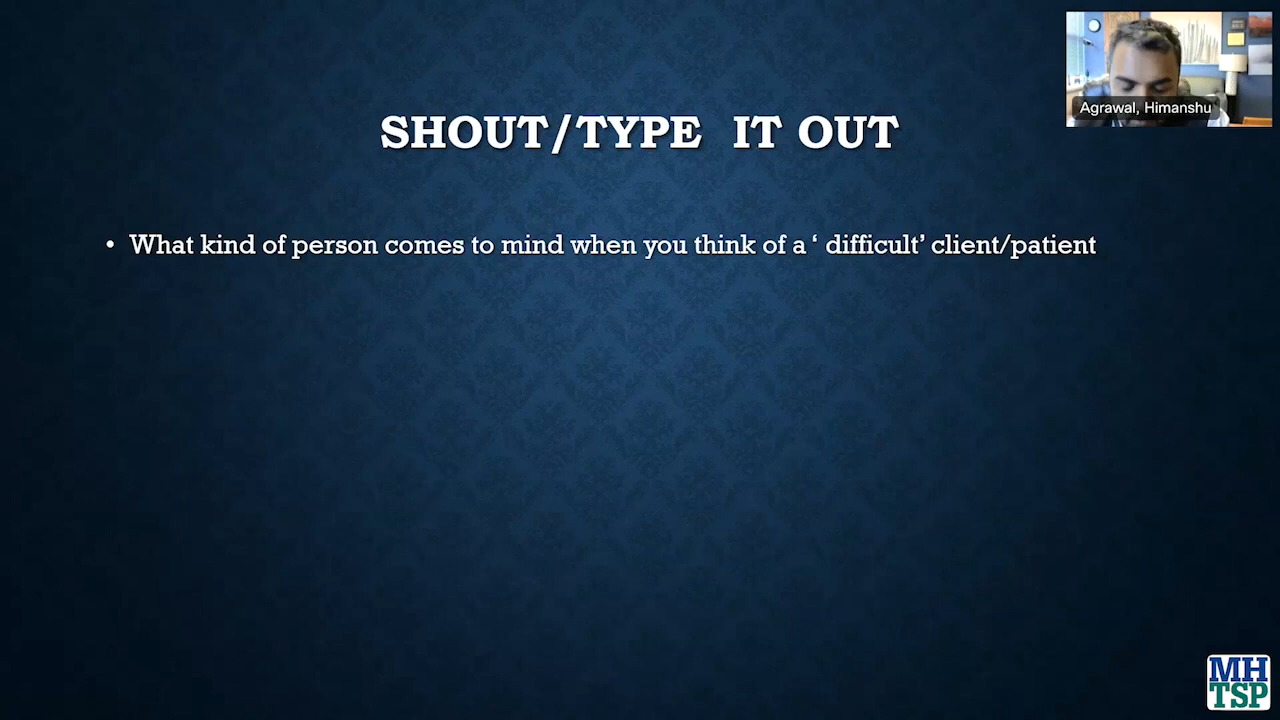 Agrawal, Himanshu
SHOUT/TYPE IT OUT
• What kind of person comes to mind when you think of a ‘ difficult’ client/patient
MH
TSP